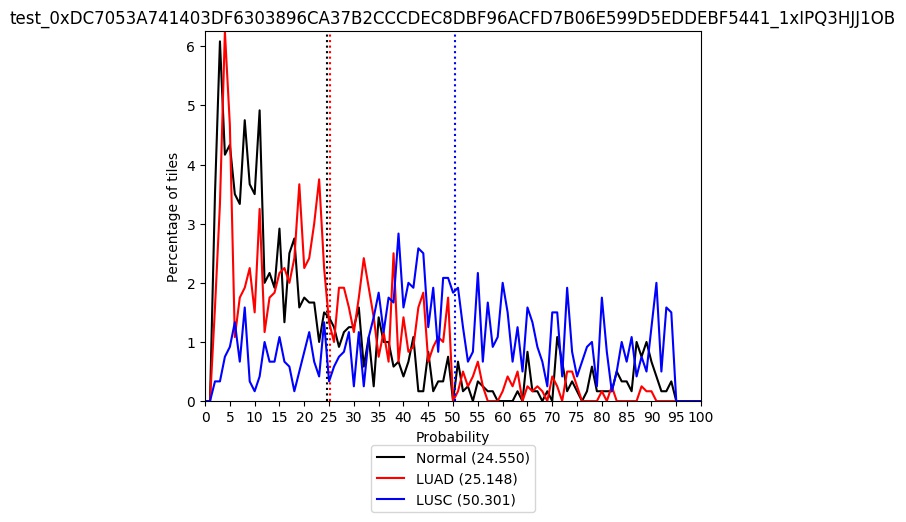 test_0xDC7053A741403DF6303896CA37B2CCCDEC8DBF96ACFD7B06E599D5EDDEBF5441_1xIPQ3HJJ1OB
6
5
4
3
2
1
0
Percentage of tiles
0 5 10 15 20 25 30 35 40 45 50 55 60 65 70 75 80 85 90 95 100
Probability
Normal (24.550)
LUAD (25.148)
LUSC (50.301)